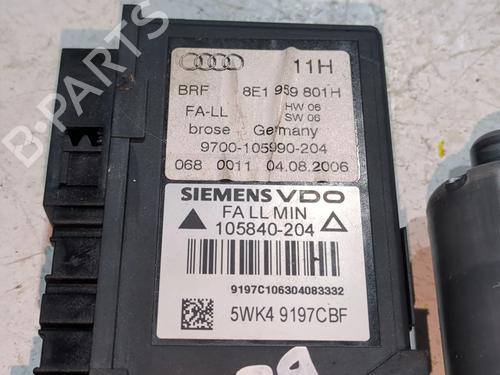 11H
BRF 8E1 959 801H
FA-LL HW 06
SW 06
brose Germany
9700-105990-204
068 0011 04.08.2006
SIEMENS VDO
FA LL MIN
105840-204
9197C106304083332
5WK4 9197CBF